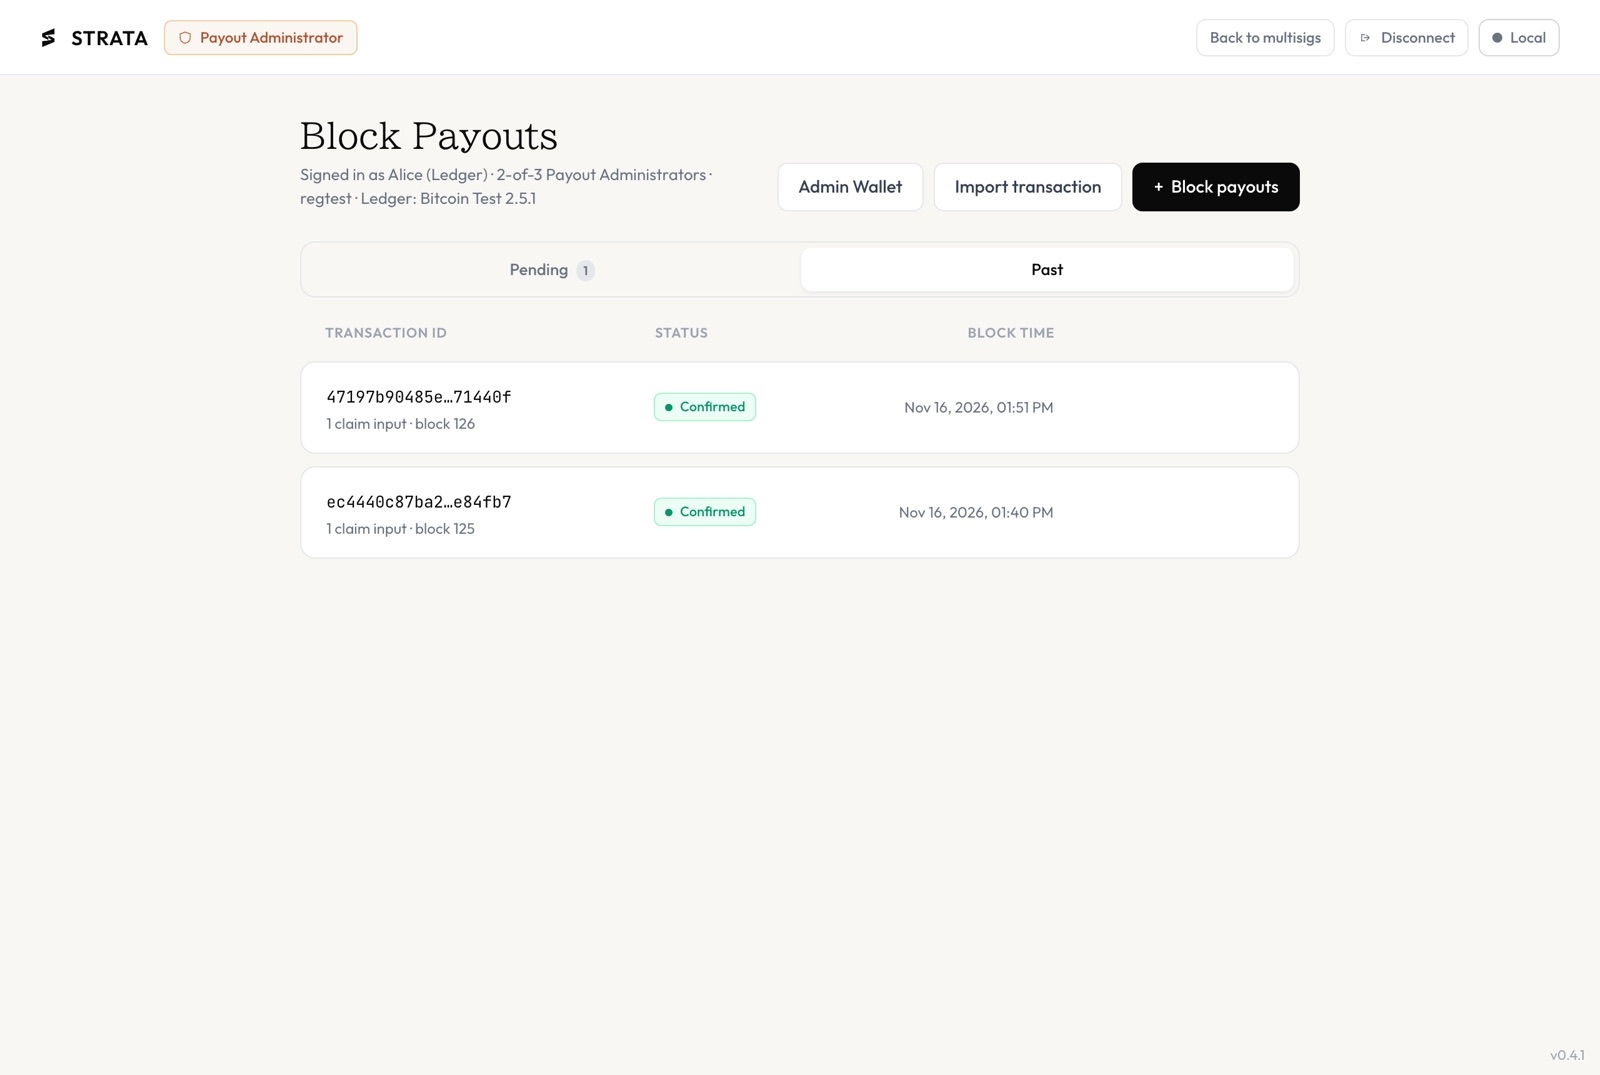 STRATA
Payout Administrator
Back to multisigs
Disconnect
Local
Block Payouts
Signed in as Alice (Ledger) · 2-of-3 Payout Administrators ·
regtest · Ledger: Bitcoin Test 2.5.1
Admin Wallet
Import transaction
+ Block payouts
Pending 1
Past
TRANSACTION ID
STATUS
BLOCK TIME
47197b90485e…71440f
1 claim input · block 126
Confirmed
Nov 16, 2026, 01:51 PM
ec4440c87ba2…e84fb7
1 claim input · block 125
Confirmed
Nov 16, 2026, 01:40 PM
v0.4.1